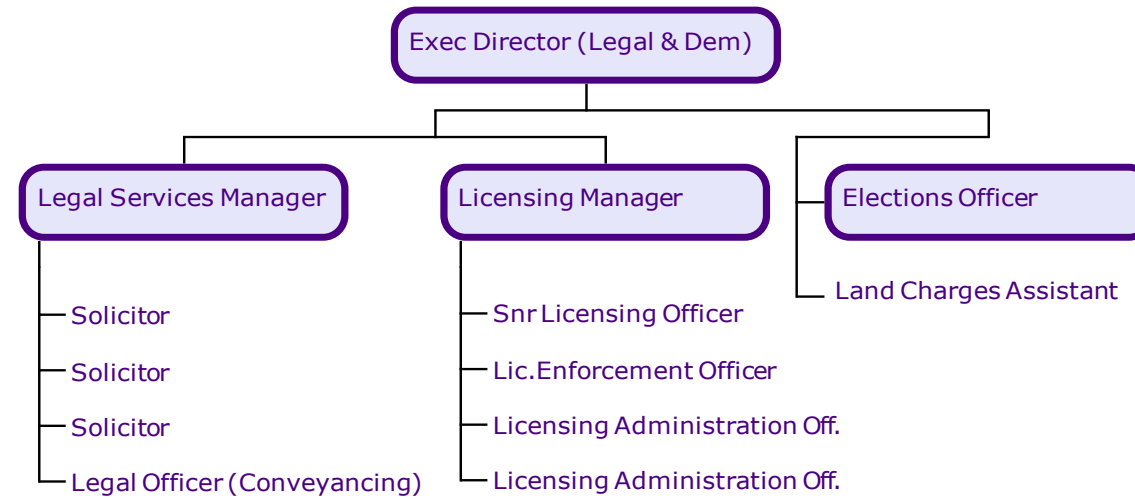 Exec Director (Legal & Dem)
Legal Services Manager
Licensing Manager
Elections Officer
Solicitor
Solicitor
Solicitor
Legal Officer (Conveyancing)
Snr Licensing Officer
Lic.Enforcement Officer
Licensing Administration Off.
Licensing Administration Off.
Land Charges Assistant